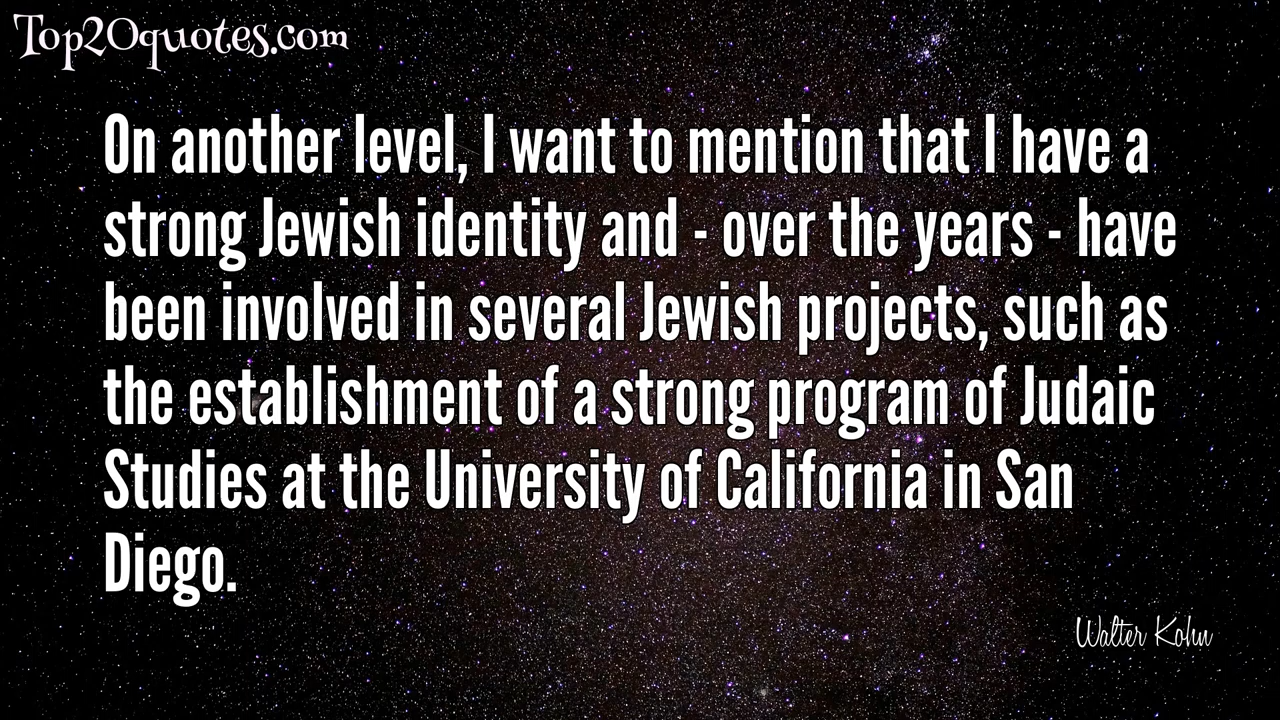 Top20quotes.com
On another level, I want to mention that I have a
strong Jewish identity and - over the years - have
been involved in several Jewish projects, such as
the establishment of a strong program of Judaic
Studies at the University of California in San
Diego.
Walter Kohn